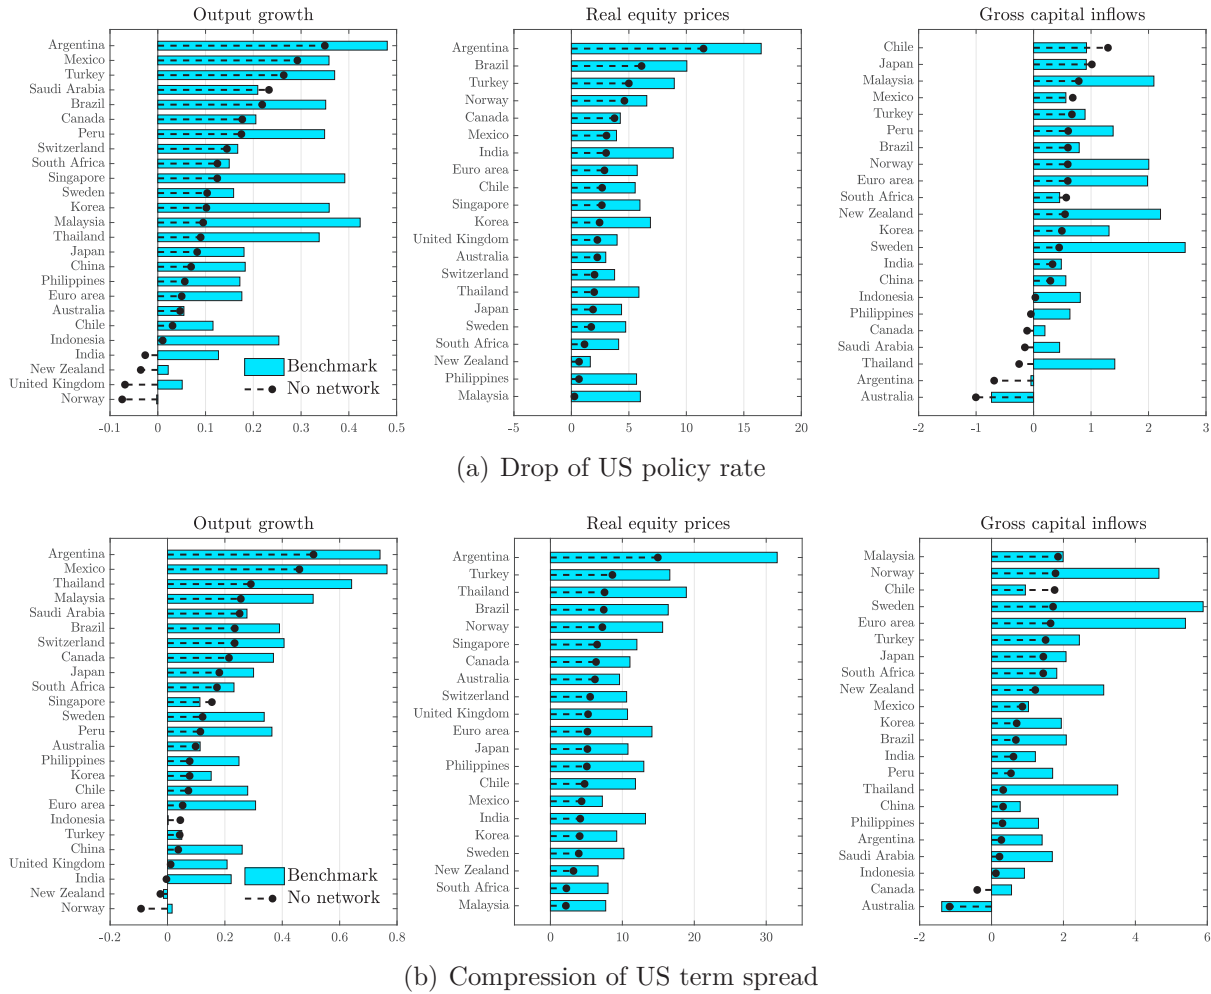 Output growth
Argentina
Mexico
Turkey
Saudi Arabia
Brazil
Canada
Peru
Switzerland
South Africa
Singapore
Sweden
Korea
Malaysia
Thailand
Japan
China
Philippines
Euro area
Australia
Chile
Indonesia
India
New Zealand
United Kingdom
Norway
Benchmark
No network
-0.1 0 0.1 0.2 0.3 0.4 0.5
Real equity prices
Argentina
Brazil
Turkey
Norway
Canada
Mexico
India
Euro area
Chile
Singapore
Korea
United Kingdom
Australia
Switzerland
Thailand
Japan
Sweden
South Africa
New Zealand
Philippines
Malaysia
-5 0 5 10 15 20
Gross capital inflows
Chile
Japan
Malaysia
Mexico
Turkey
Peru
Brazil
Norway
Euro area
South Africa
New Zealand
Korea
Sweden
India
China
Indonesia
Philippines
Canada
Saudi Arabia
Thailand
Argentina
Australia
-2 -1 0 1 2 3
(a) Drop of US policy rate
Output growth
Argentina
Mexico
Thailand
Malaysia
Saudi Arabia
Brazil
Switzerland
Canada
Japan
South Africa
Singapore
Sweden
Peru
Australia
Philippines
Korea
Chile
Euro area
Indonesia
Turkey
China
United Kingdom
India
New Zealand
Norway
Benchmark
No network
-0.2 0 0.2 0.4 0.6 0.8
Real equity prices
Argentina
Turkey
Thailand
Brazil
Norway
Singapore
Canada
Australia
Switzerland
United Kingdom
Euro area
Japan
Philippines
Chile
Mexico
India
Korea
Sweden
New Zealand
South Africa
Malaysia
0 10 20 30
Gross capital inflows
Malaysia
Norway
Chile
Sweden
Euro area
Turkey
Japan
South Africa
New Zealand
Mexico
Korea
Brazil
India
Peru
Thailand
China
Philippines
Argentina
Saudi Arabia
Indonesia
Canada
Australia
-2 0 2 4 6
(b) Compression of US term spread